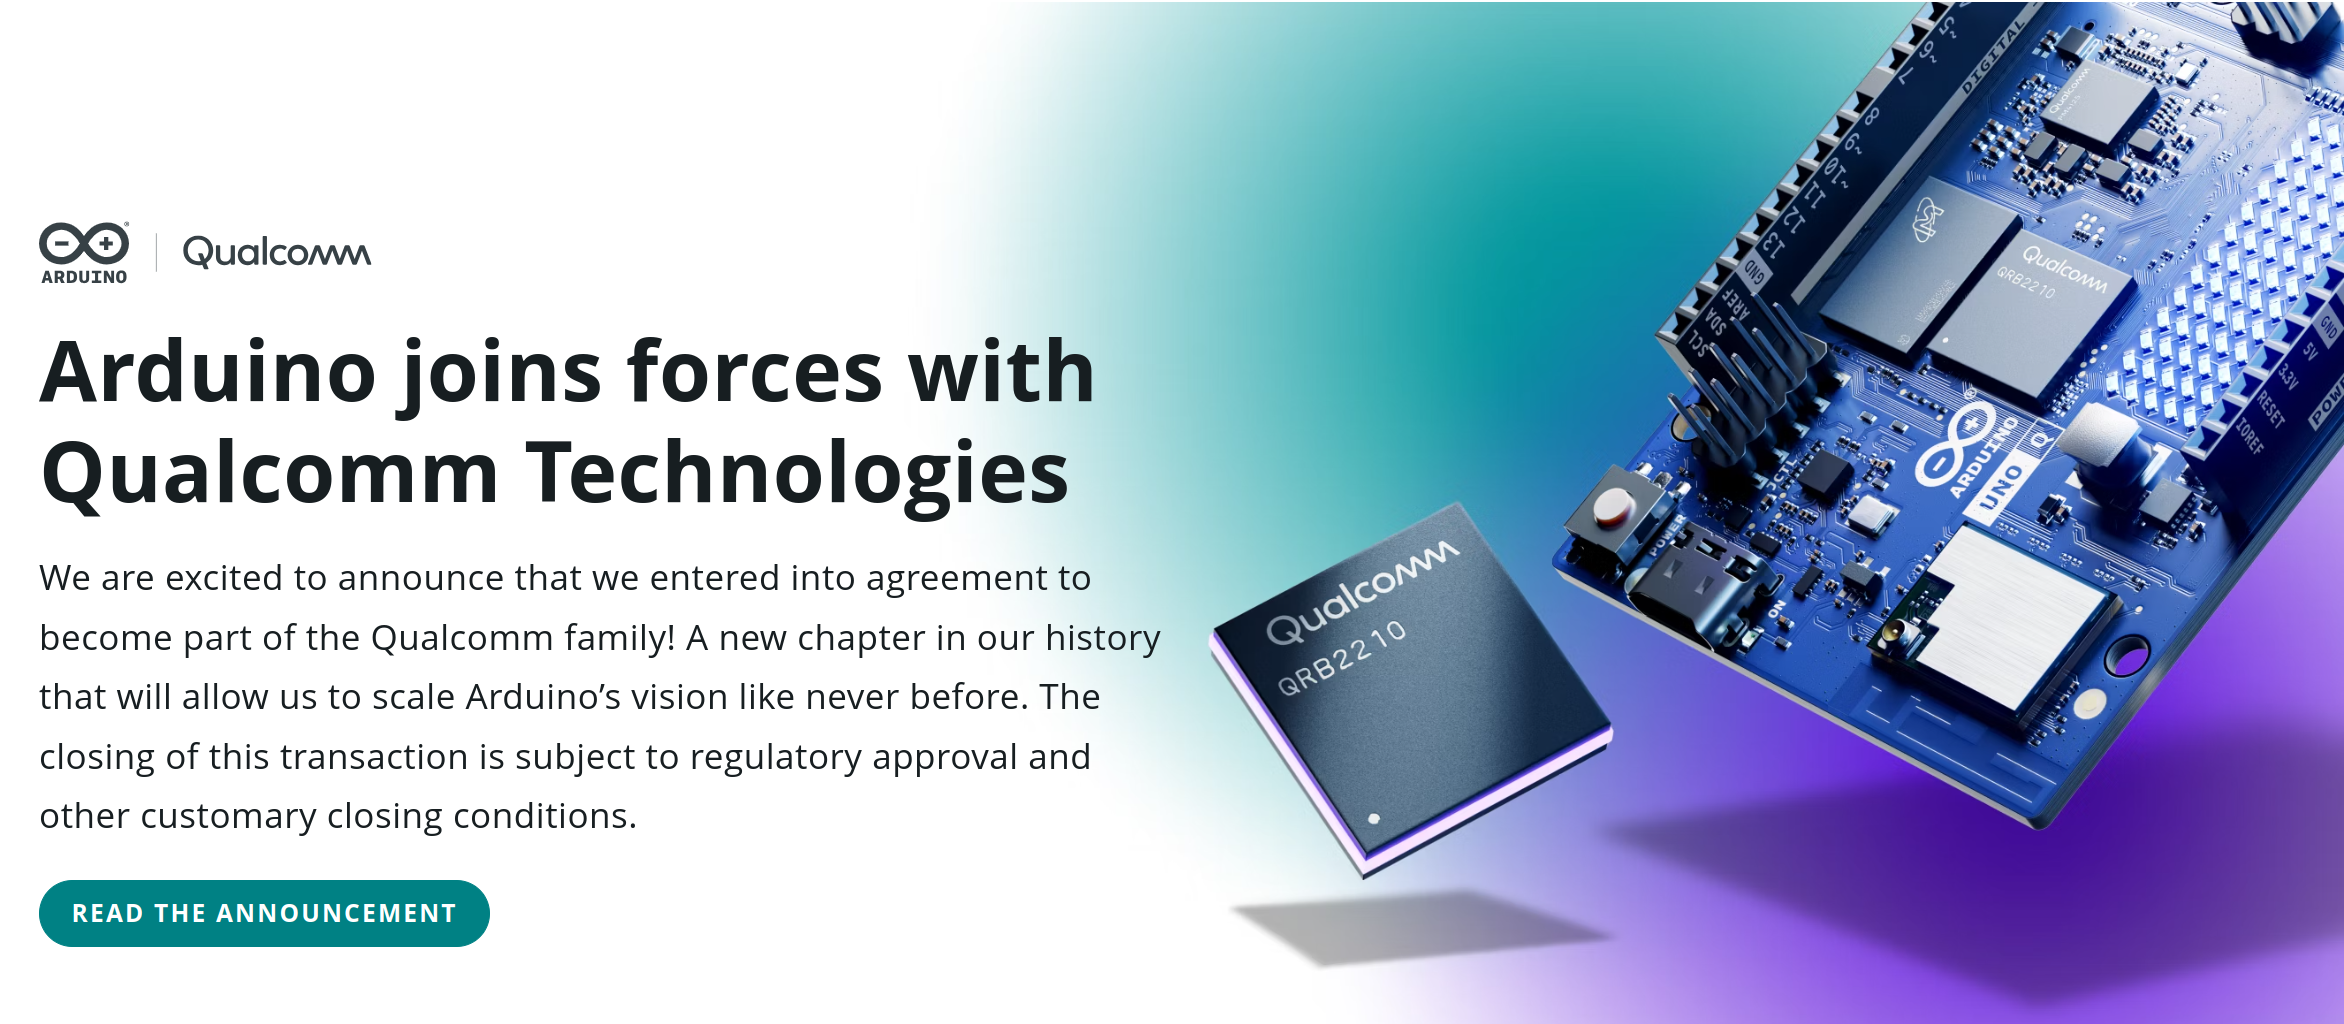 ARDUINO
Qualcomm
Arduino joins forces with
Qualcomm Technologies
We are excited to announce that we entered into agreement to
become part of the Qualcomm family! A new chapter in our history
that will allow us to scale Arduino’s vision like never before. The
closing of this transaction is subject to regulatory approval and
other customary closing conditions.
READ THE ANNOUNCEMENT
Qualcomm
QRB2210
DIGITAL
5~
6~
7
8
9~
10~
11
12
13
GND
AREF
SDA
SCL
Qualcomm
Qualcomm
QRB2210
GND
5V
3.3V
RESET
IOREF
ARDUINO
UNO Q
JCTL
POWER
ON